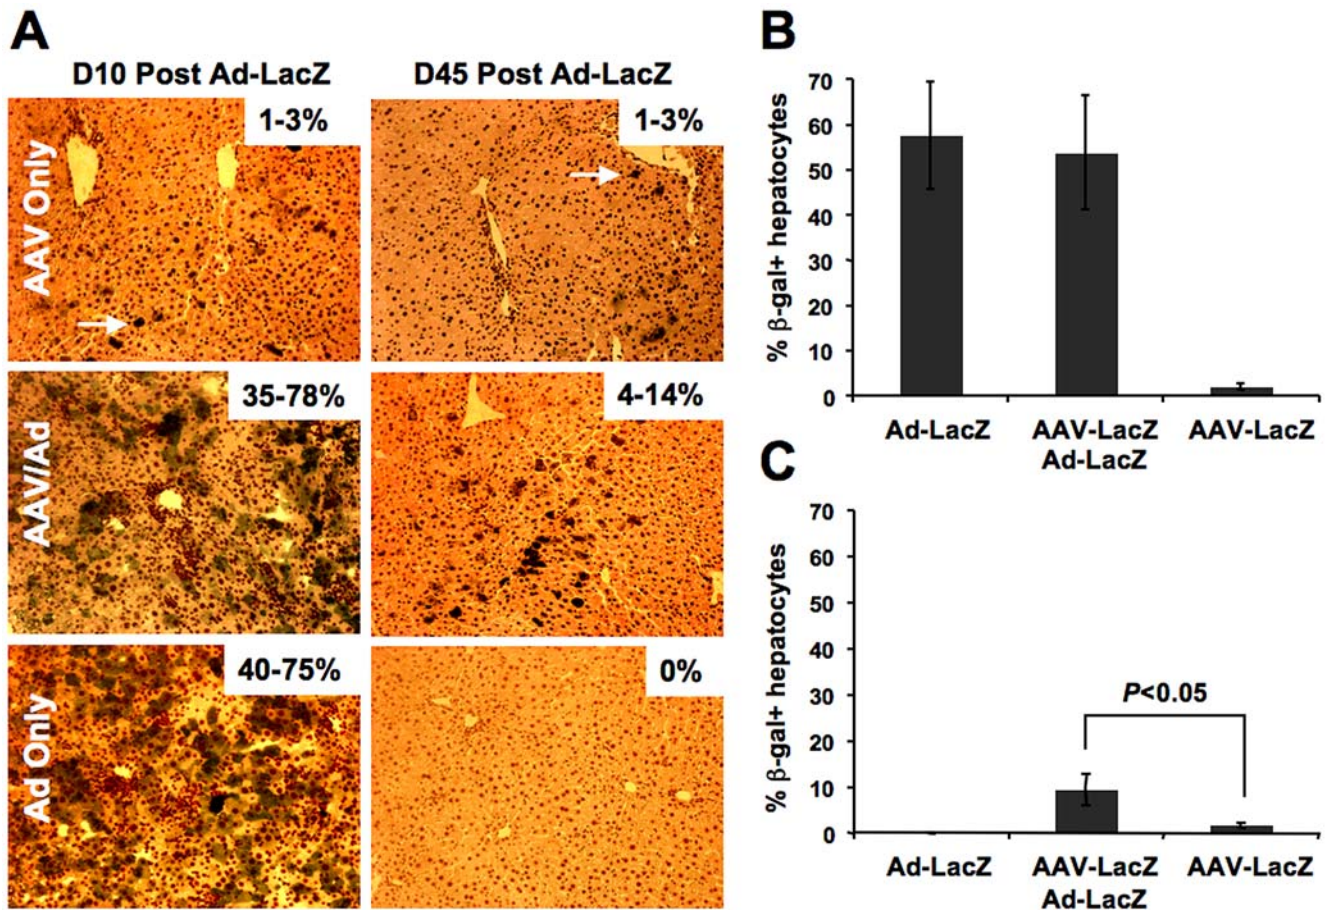 A
D10 Post Ad-LacZ
D45 Post Ad-LacZ
AAV Only
1-3%
1-3%
AAV/Ad
35-78%
4-14%
Ad Only
40-75%
0%
B
% β-gal+ hepatocytes
70
60
50
40
30
20
10
0
Ad-LacZ
AAV-LacZ
Ad-LacZ
AAV-LacZ
C
% β-gal+ hepatocytes
70
60
50
40
30
20
10
0
P<0.05
Ad-LacZ
AAV-LacZ
Ad-LacZ
AAV-LacZ